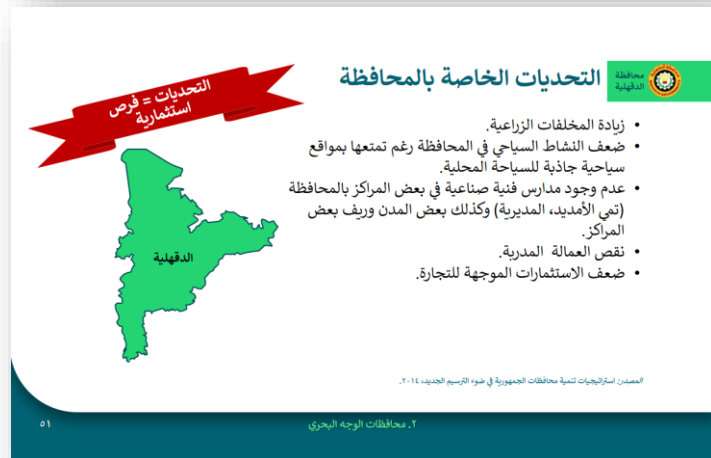 محافظة
الدقهلية
التحديات الخاصة بالمحافظة
التحديات = فرص
استثمارية
• زيادة المخلفات الزراعية.
• ضعف النشاط السياحي في المحافظة رغم تمتعها بمواقع
سياحية جاذبة للسياحة المحلية.
• عدم وجود مدارس فنية صناعية في بعض المراكز بالمحافظة
(تمي الأمديد، المديرية) وكذلك بعض المدن وريف بعض
المراكز.
• نقص العمالة المدربة.
• ضعف الاستثمارات الموجهة للتجارة.
الدقهلية
المصدر: استراتيجيات تنمية محافظات الجمهورية في ضوء الترسيم الجديد، ٢٠١٤.
٢. محافظات الوجه البحري
٥١